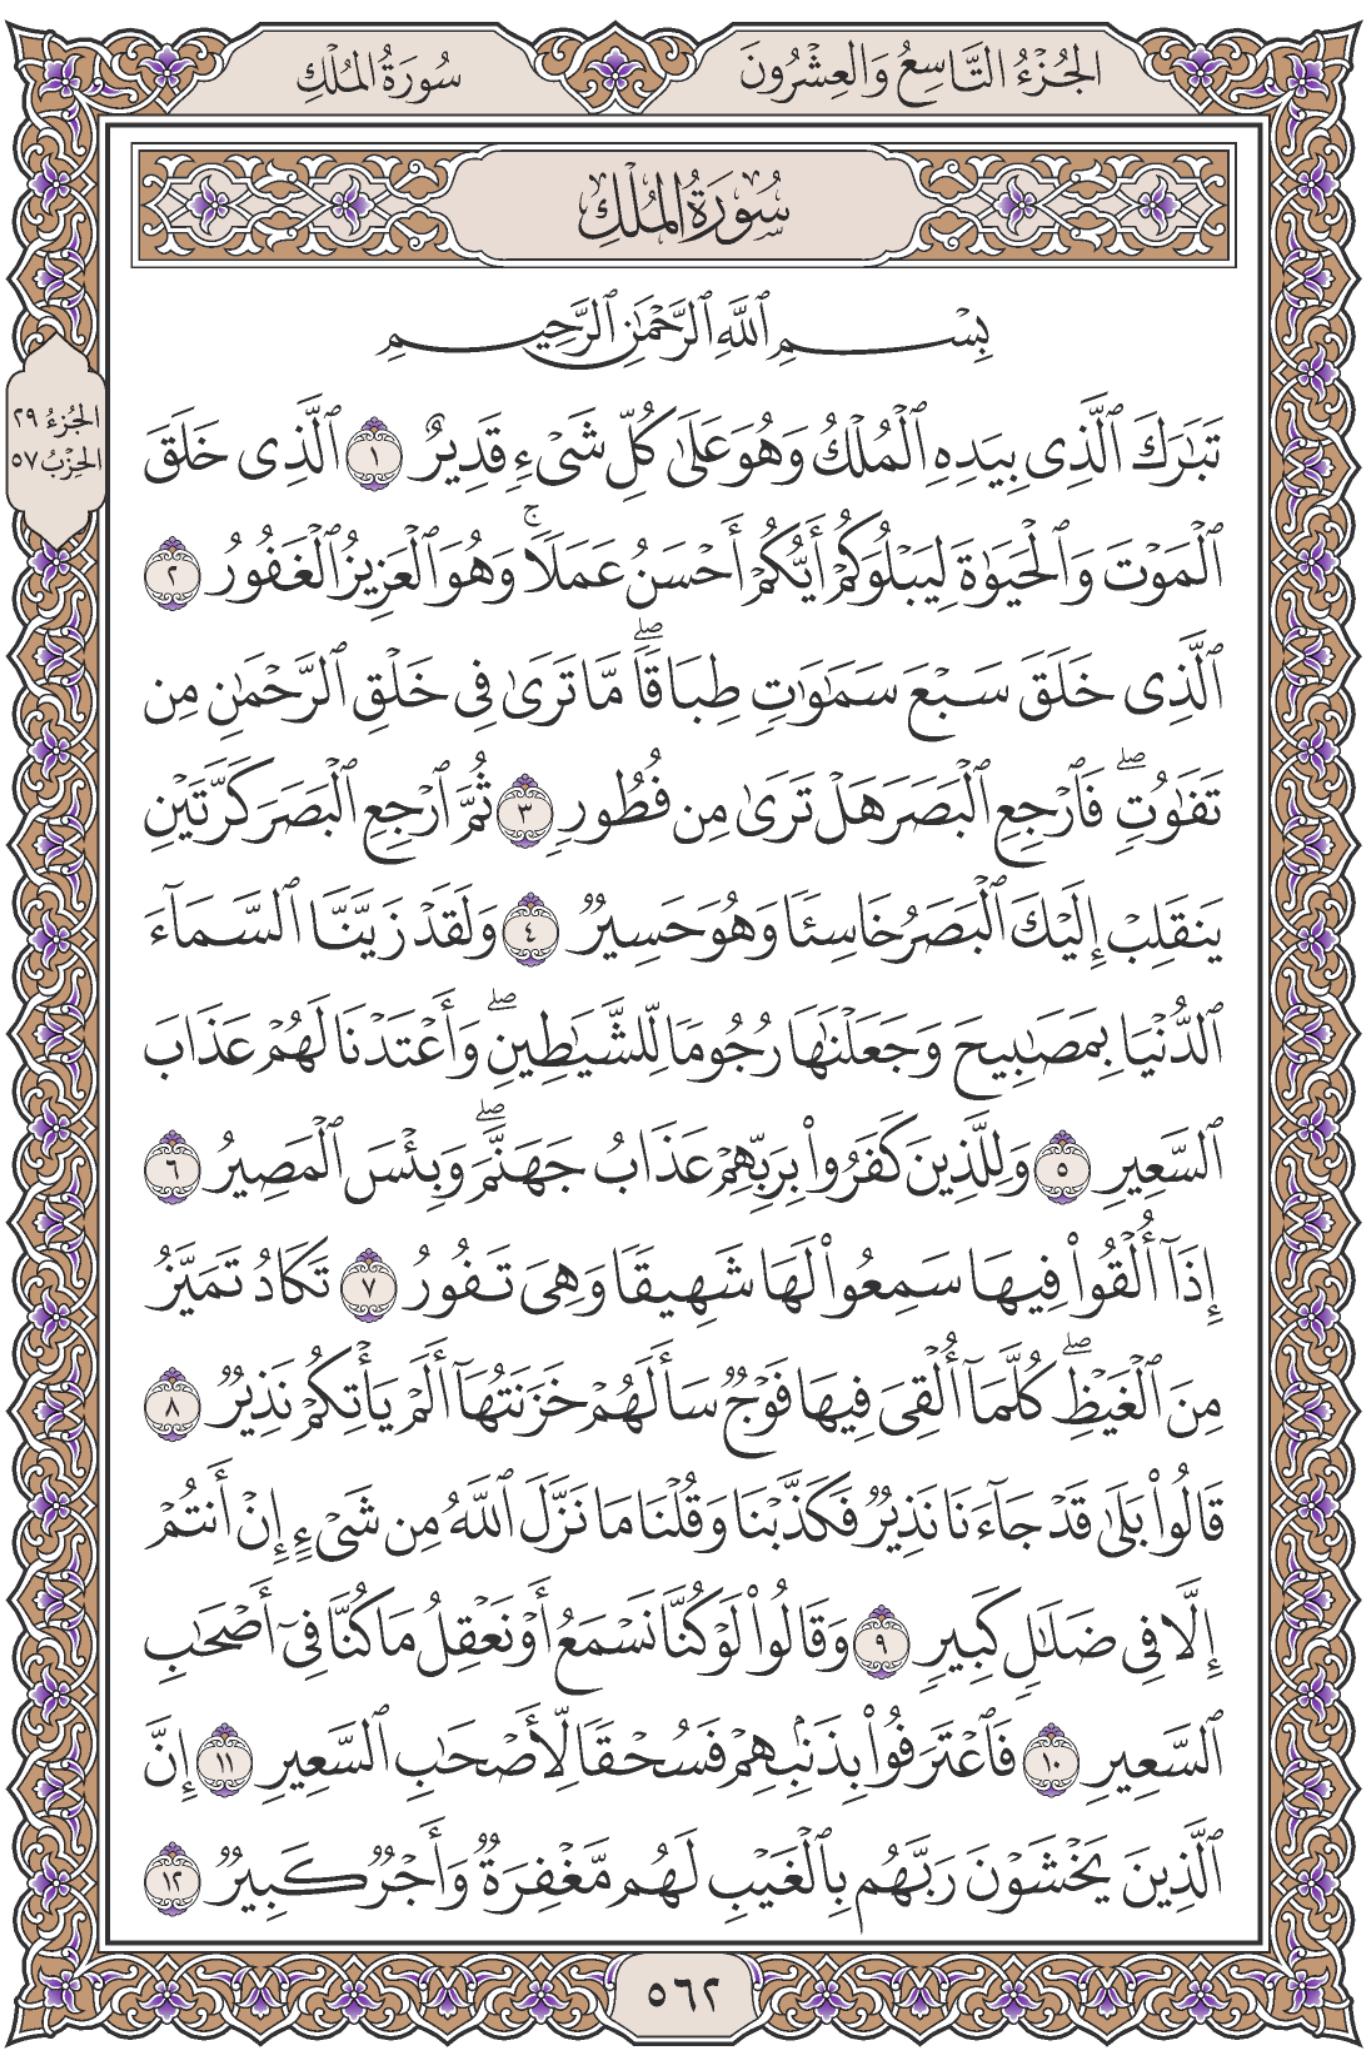 الجُزْءُ التَّاسِعُ وَالعِشْرُونَ
سُورَةُ المُلْكِ
سُورَةُ المُلْكِ
بِسْمِ ٱللَّهِ ٱلرَّحْمَٰنِ ٱلرَّحِيمِ
تَبَٰرَكَ ٱلَّذِى بِيَدِهِ ٱلْمُلْكُ وَهُوَ عَلَىٰ كُلِّ شَىْءٍ قَدِيرٌ ١ ٱلَّذِى خَلَقَ
ٱلْمَوْتَ وَٱلْحَيَوٰةَ لِيَبْلُوَكُمْ أَيُّكُمْ أَحْسَنُ عَمَلًا ۚ وَهُوَ ٱلْعَزِيزُ ٱلْغَفُورُ ٢
ٱلَّذِى خَلَقَ سَبْعَ سَمَٰوَٰتٍ طِبَاقًا ۖ مَّا تَرَىٰ فِى خَلْقِ ٱلرَّحْمَٰنِ مِن
تَفَٰوُتٍ ۖ فَٱرْجِعِ ٱلْبَصَرَ هَلْ تَرَىٰ مِن فُطُورٍ ٣ ثُمَّ ٱرْجِعِ ٱلْبَصَرَ كَرَّتَيْنِ
يَنقَلِبْ إِلَيْكَ ٱلْبَصَرُ خَاسِئًا وَهُوَ حَسِيرٌ ٤ وَلَقَدْ زَيَّنَّا ٱلسَّمَآءَ
ٱلدُّنْيَا بِمَصَٰبِيحَ وَجَعَلْنَٰهَا رُجُومًا لِّلشَّيَٰطِينِ ۖ وَأَعْتَدْنَا لَهُمْ عَذَابَ
ٱلسَّعِيرِ ٥ وَلِلَّذِينَ كَفَرُوا۟ بِرَبِّهِمْ عَذَابُ جَهَنَّمَ ۖ وَبِئْسَ ٱلْمَصِيرُ ٦
إِذَآ أُلْقُوا۟ فِيهَا سَمِعُوا۟ لَهَا شَهِيقًا وَهِىَ تَفُورُ ٧ تَكَادُ تَمَيَّزُ
مِنَ ٱلْغَيْظِ ۖ كُلَّمَآ أُلْقِىَ فِيهَا فَوْجٌ سَأَلَهُمْ خَزَنَتُهَآ أَلَمْ يَأْتِكُمْ نَذِيرٌ ٨
قَالُوا۟ بَلَىٰ قَدْ جَآءَنَا نَذِيرٌ فَكَذَّبْنَا وَقُلْنَا مَا نَزَّلَ ٱللَّهُ مِن شَىْءٍ إِنْ أَنتُمْ
إِلَّا فِى ضَلَٰلٍ كَبِيرٍ ٩ وَقَالُوا۟ لَوْ كُنَّا نَسْمَعُ أَوْ نَعْقِلُ مَا كُنَّا فِىٓ أَصْحَٰبِ
ٱلسَّعِيرِ ١٠ فَٱعْتَرَفُوا۟ بِذَنۢبِهِمْ فَسُحْقًا لِّأَصْحَٰبِ ٱلسَّعِيرِ ١١ إِنَّ
ٱلَّذِينَ يَخْشَوْنَ رَبَّهُم بِٱلْغَيْبِ لَهُم مَّغْفِرَةٌ وَأَجْرٌ كَبِيرٌ ١٢
الجُزءُ ٢٩
الحِزْبُ ٥٧
٥٦٢